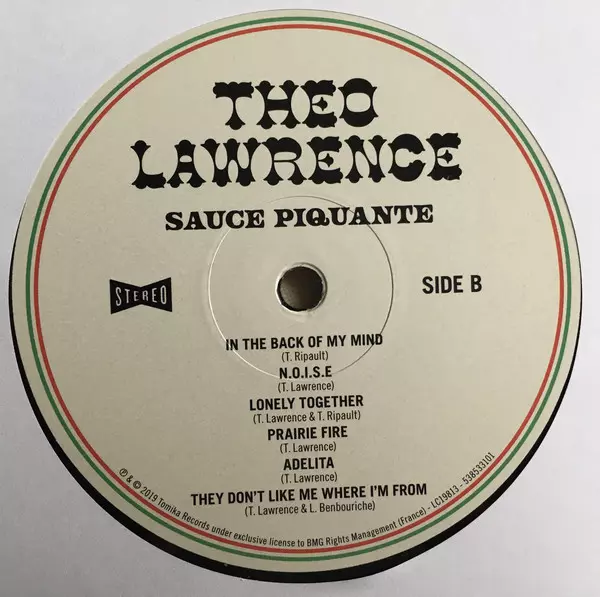 THEO
LAWRENCE
SAUCE PIQUANTE
STEREO
SIDE B
IN THE BACK OF MY MIND
(T. Ripault)
N.O.I.S.E
(T. Lawrence)
LONELY TOGETHER
(T. Lawrence & T. Ripault)
PRAIRIE FIRE
(T. Lawrence)
ADELITA
(T. Lawrence)
THEY DON'T LIKE ME WHERE I'M FROM
(T. Lawrence & L. Benbouriche)
℗ & © 2019 Tomika Records under exclusive license to BMG Rights Management (France) - LC19813 - 538533101